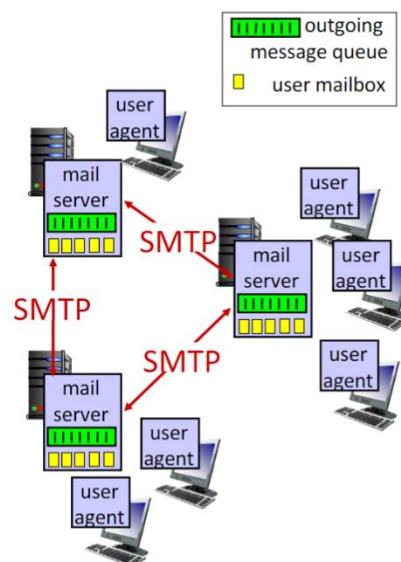 outgoing
message queue
user mailbox
user
agent
mail
server
user
agent
SMTP
mail
server
user
agent
SMTP
SMTP
user
agent
mail
server
user
agent
user
agent